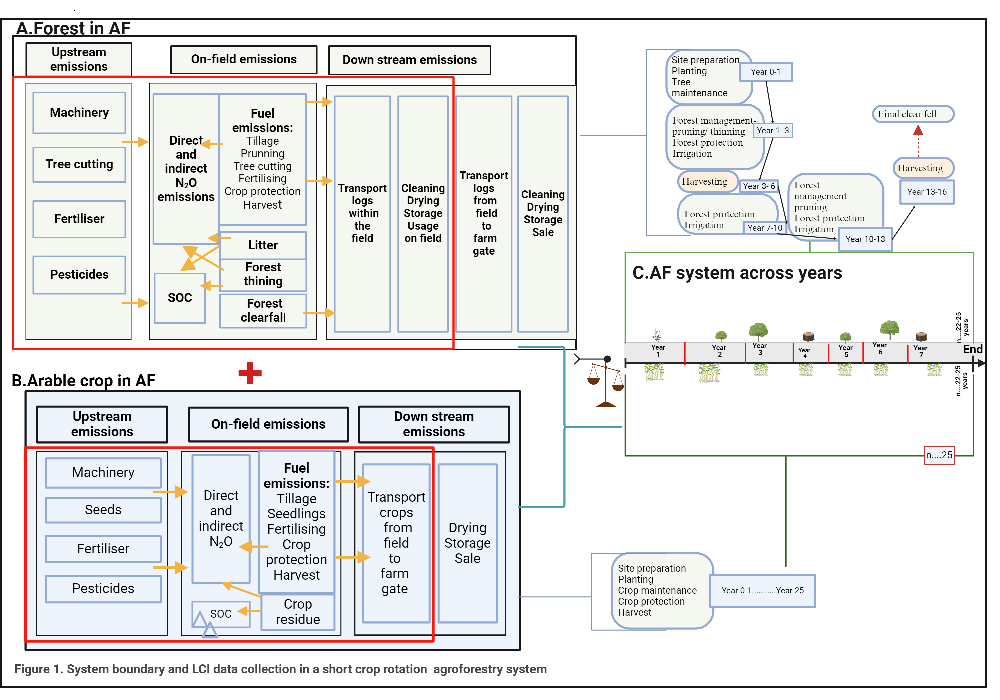 A.Forest in AF
Upstream
emissions
On-field emissions
Down stream emissions
Machinery
Tree cutting
Fertiliser
Pesticides
Direct
and
indirect
N₂O
emissions
Fuel
emissions:
Tillage
Prunning
Tree cutting
Fertilising
Crop protection
Harvest
Litter
Forest
thining
Forest
clearfall
SOC
Transport
logs
within
the
field
Cleaning
Drying
Storage
Usage
on field
Transport
logs
from
field
to
farm
gate
Cleaning
Drying
Storage
Sale
Site preparation
Planting
Tree
maintenance
Year 0-1
Forest management-
pruning/ thinning
Forest protection
Irrigation
Year 1- 3
Harvesting
Year 3- 6
Forest protection
Irrigation
Year 7-10
Forest
management-
pruning
Forest protection
Irrigation
Year 10-13
Year 13-16
Harvesting
Final clear fell
C.AF system across years
Year
1
Year
2
Year
3
Year
4
Year
5
Year
6
Year
7
n....22-25
years
End
n....22-25
years
n....25
B.Arable crop in AF
Upstream
emissions
On-field emissions
Down stream
emissions
Machinery
Seeds
Fertiliser
Pesticides
Direct
and
indirect
N₂O
Fuel
emissions:
Tillage
Seedlings
Fertilising
Crop
protection
Harvest
Crop
residue
SOC
Transport
crops
from
field
to
farm
gate
Drying
Storage
Sale
Site preparation
Planting
Crop maintenance
Crop protection
Harvest
Year 0-1...........Year 25
Figure 1. System boundary and LCI data collection in a short crop rotation  agroforestry system